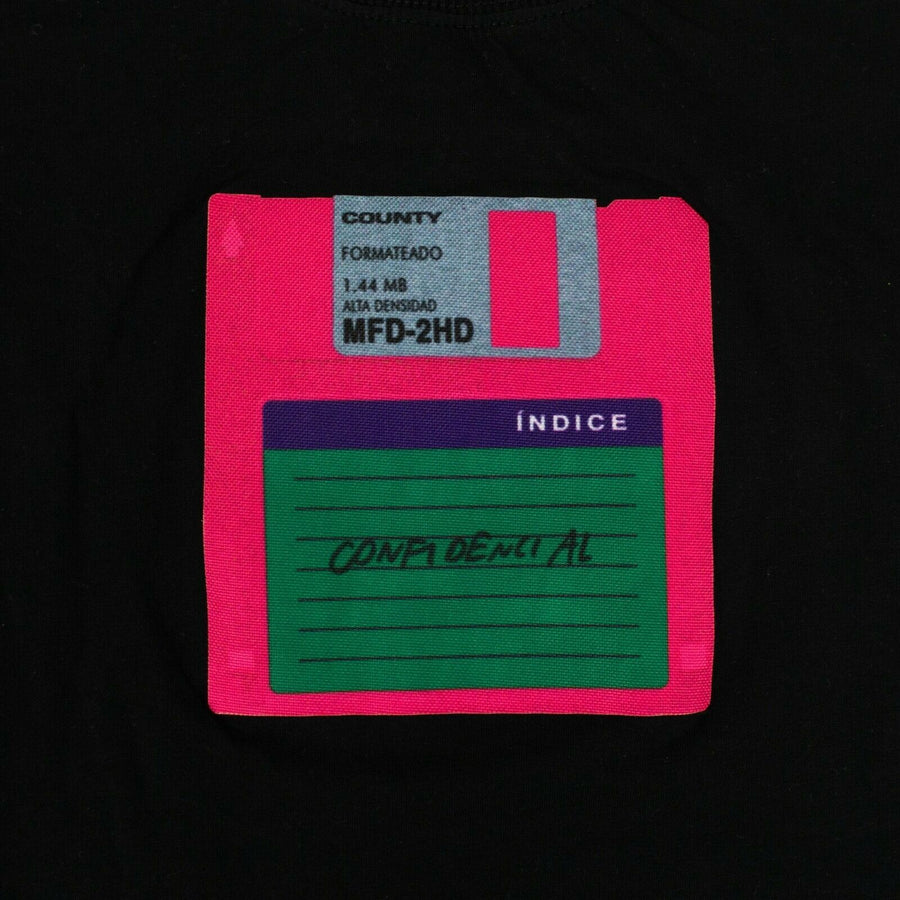 COUNTY
FORMATEADO
1.44 MB
ALTA DENSIDAD
MFD-2HD
ÍNDICE
CONFIDENCIAL